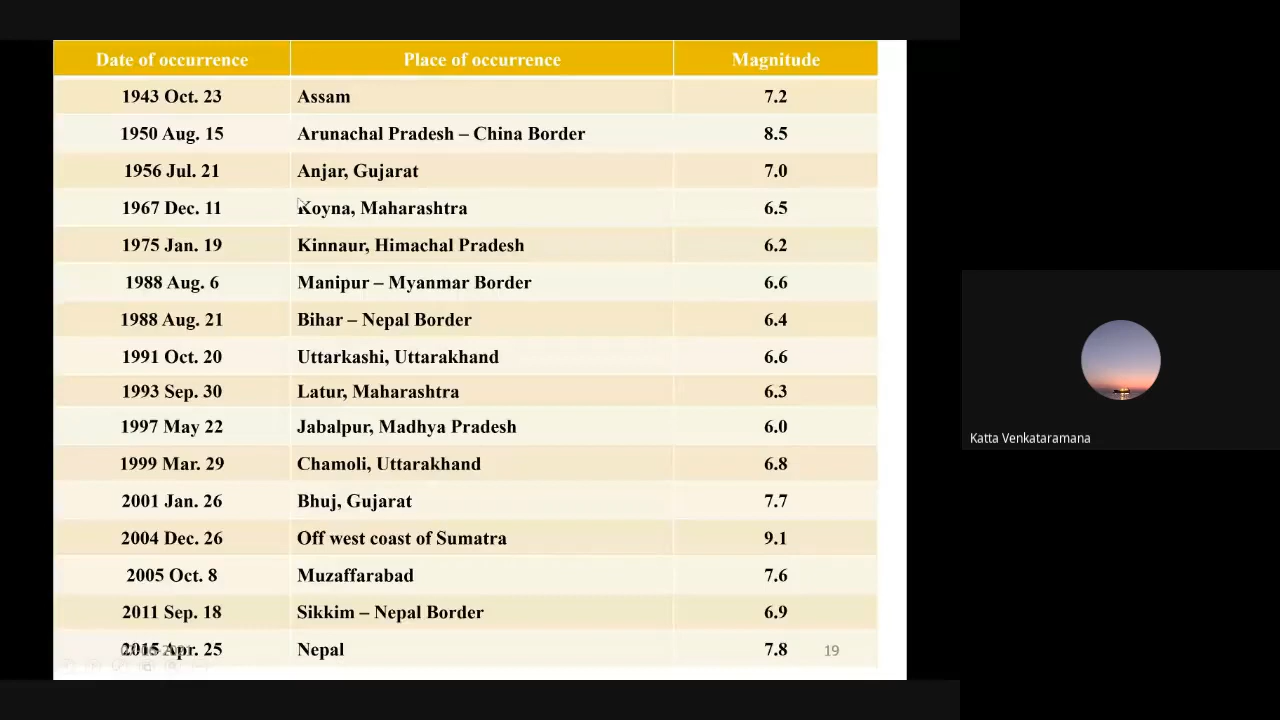 Date of occurrence Place of occurrence Magnitude
1943 Oct. 23 Assam 7.2
1950 Aug. 15 Arunachal Pradesh – China Border 8.5
1956 Jul. 21 Anjar, Gujarat 7.0
1967 Dec. 11 Koyna, Maharashtra 6.5
1975 Jan. 19 Kinnaur, Himachal Pradesh 6.2
1988 Aug. 6 Manipur – Myanmar Border 6.6
1988 Aug. 21 Bihar – Nepal Border 6.4
1991 Oct. 20 Uttarkashi, Uttarakhand 6.6
1993 Sep. 30 Latur, Maharashtra 6.3
1997 May 22 Jabalpur, Madhya Pradesh 6.0
1999 Mar. 29 Chamoli, Uttarakhand 6.8
2001 Jan. 26 Bhuj, Gujarat 7.7
2004 Dec. 26 Off west coast of Sumatra 9.1
2005 Oct. 8 Muzaffarabad 7.6
2011 Sep. 18 Sikkim – Nepal Border 6.9
2015 Apr. 25 Nepal 7.8
19
Katta Venkataramana